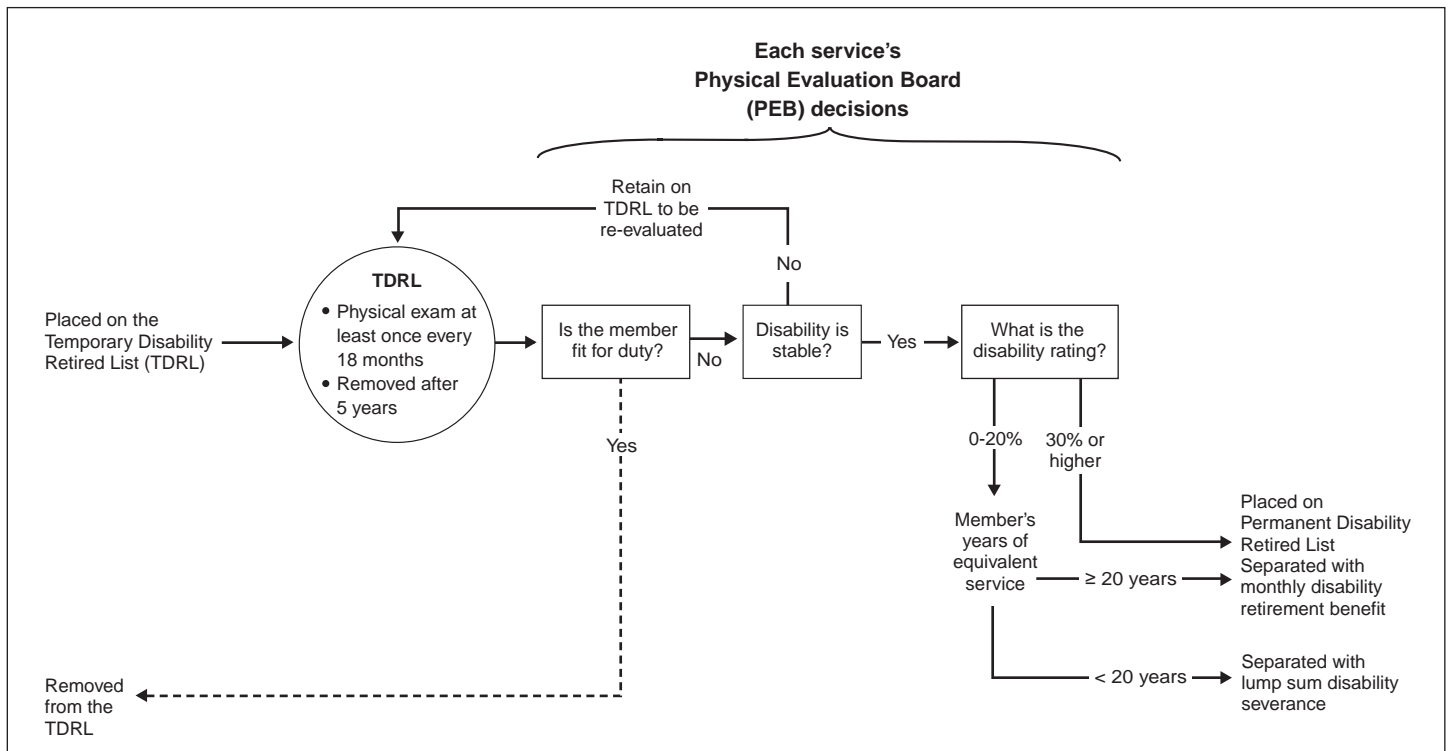 Each service's
Physical Evaluation Board
(PEB) decisions
Retain on
TDRL to be
re-evaluated
No
Placed on the
Temporary Disability
Retired List (TDRL)
TDRL
• Physical exam at
least once every
18 months
• Removed after
5 years
Is the member
fit for duty?
No
Disability is
stable?
Yes
What is the
disability rating?
Yes
0-20%
30% or
higher
Member's
years of
equivalent
service
Placed on
Permanent Disability
Retired List
≥ 20 years
Separated with
monthly disability
retirement benefit
< 20 years
Separated with
lump sum disability
severance
Removed
from the
TDRL